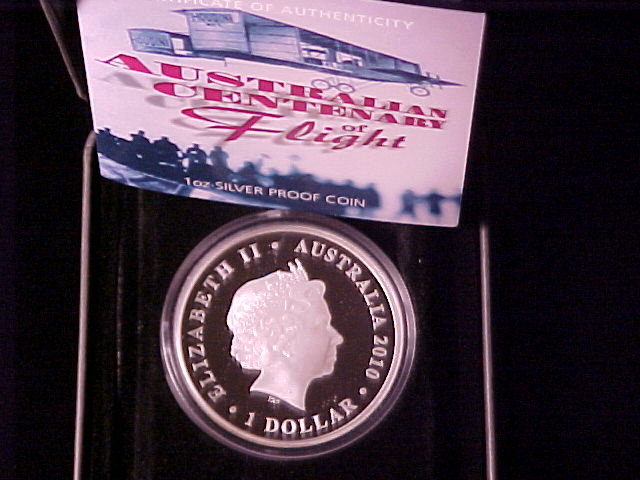 CERTIFICATE OF AUTHENTICITY
AUSTRALIAN
CENTENARY
of
Flight
1oz SILVER PROOF COIN
ELIZABETH II • AUSTRALIA 2010
• 1 DOLLAR •